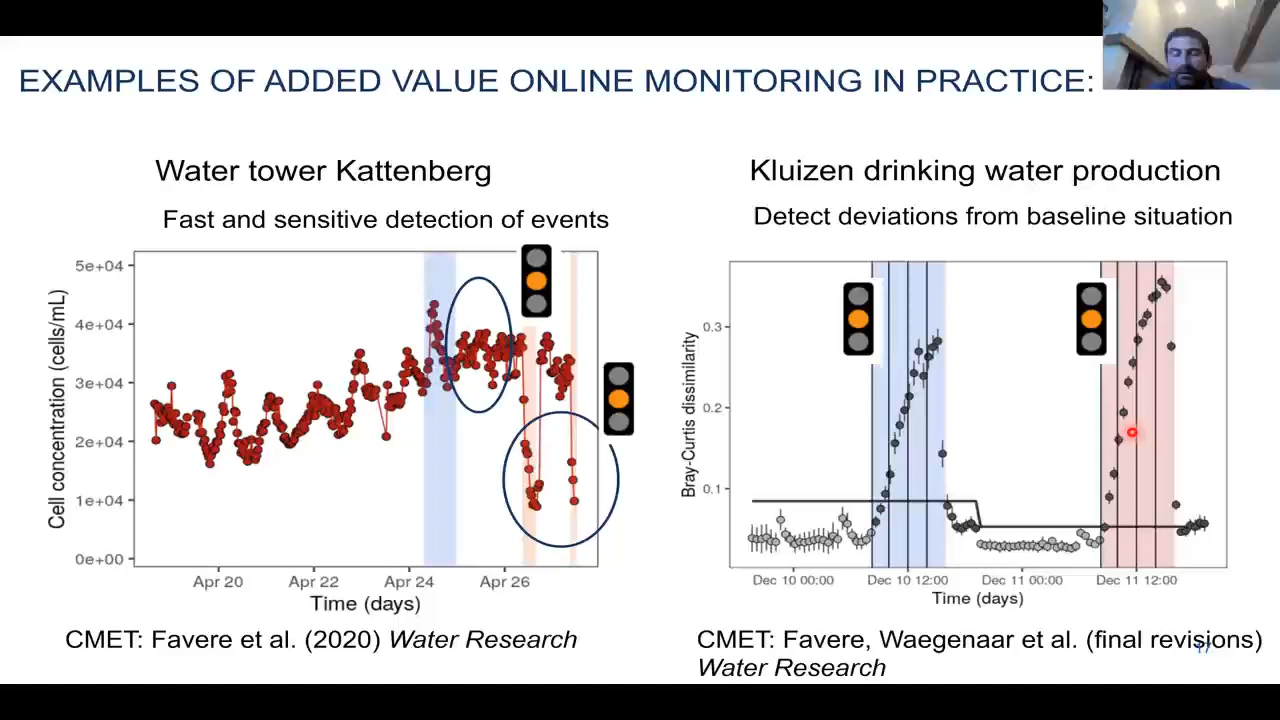 EXAMPLES OF ADDED VALUE ONLINE MONITORING IN PRACTICE:
Water tower Kattenberg
Fast and sensitive detection of events
Cell concentration (cells/mL)
5e+04
4e+04
3e+04
2e+04
1e+04
0e+00
Apr 20 Apr 22 Apr 24 Apr 26
Time (days)
CMET: Favere et al. (2020) Water Research
Kluizen drinking water production
Detect deviations from baseline situation
Bray-Curtis dissimilarity
0.3
0.2
0.1
Dec 10 00:00 Dec 10 12:00 Dec 11 00:00 Dec 11 12:00
Time (days)
CMET: Favere, Waegenaar et al. (final revisions)
Water Research
17